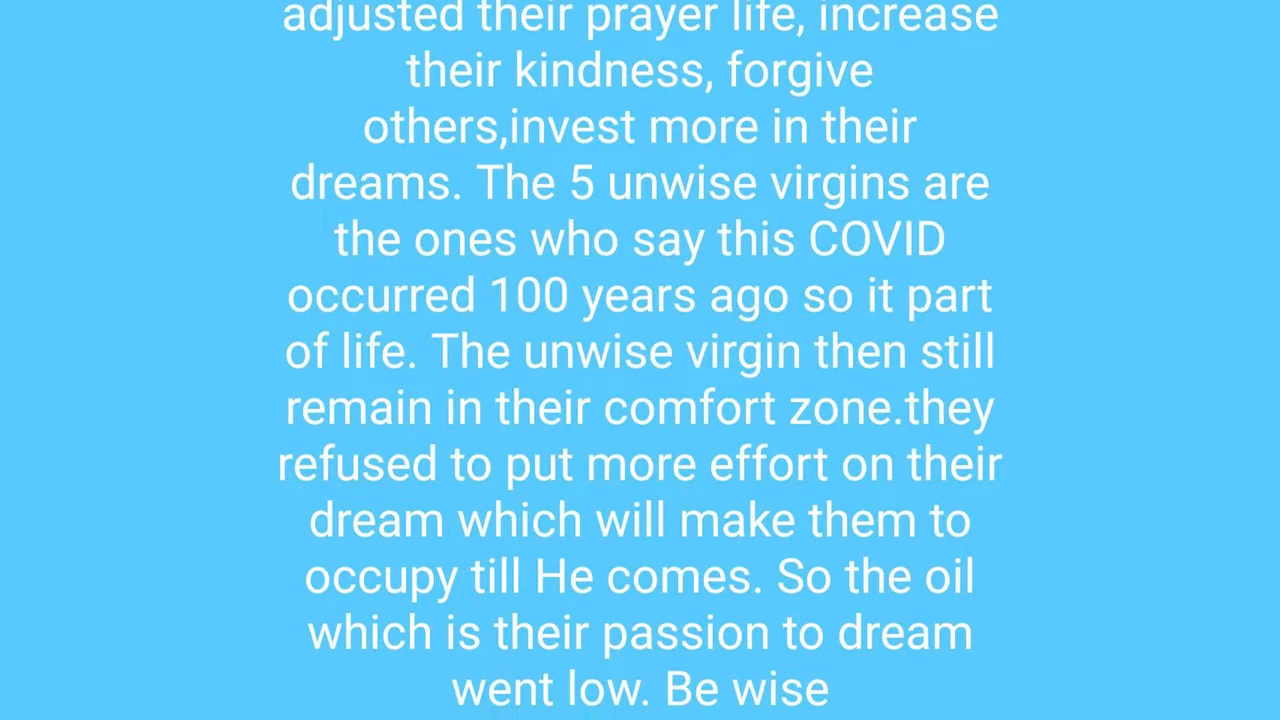 adjusted their prayer life, increase
their kindness, forgive
others,invest more in their
dreams. The 5 unwise virgins are
the ones who say this COVID
occurred 100 years ago so it part
of life. The unwise virgin then still
remain in their comfort zone.they
refused to put more effort on their
dream which will make them to
occupy till He comes. So the oil
which is their passion to dream
went low. Be wise